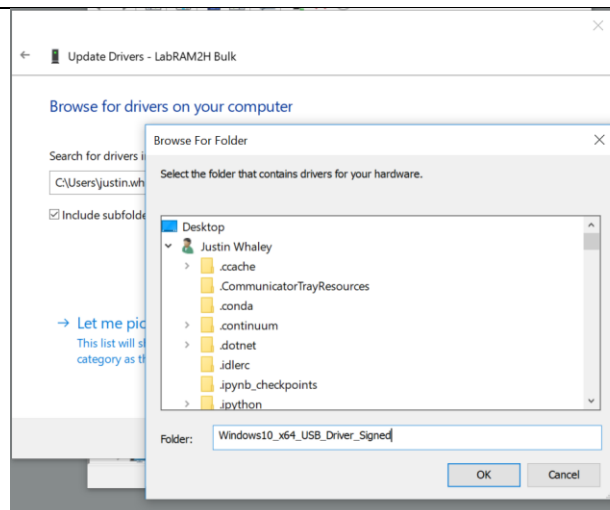 Update Drivers - LabRAM2H Bulk
Browse for drivers on your computer
Search for drivers i
C:\Users\justin.wh
Include subfolde
Let me pic
This list will s
category as th
Browse For Folder
Select the folder that contains drivers for your hardware.
Desktop
Justin Whaley
.ccache
.CommunicatorTrayResources
.conda
.continuum
.dotnet
.idlerc
.ipynb_checkpoints
.ipython
Folder: Windows10_x64_USB_Driver_Signed
OK Cancel